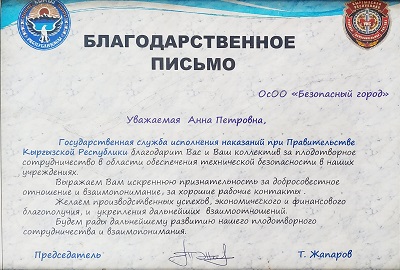 БЛАГОДАРСТВЕННОЕ
ПИСЬМО
ОсОО «Безопасный город»
Уважаемая Анна Петровна,
Государственная служба исполнения наказаний при Правительстве
Кыргызской Республики благодарит Вас и Ваш коллектив за плодотворное
сотрудничество в области обеспечения технической безопасности в наших
учреждениях.
Выражаем Вам искреннюю признательность за добросовестное
отношение и взаимопонимание, за хорошие рабочие контакты .
Желаем производственных успехов, экономического и финансового
благополучия, и укрепления дальнейших взаимоотношений.
Будем рады дальнейшему развитию нашего плодотворного
сотрудничества и взаимопонимания.
Председатель
Т. Жапаров